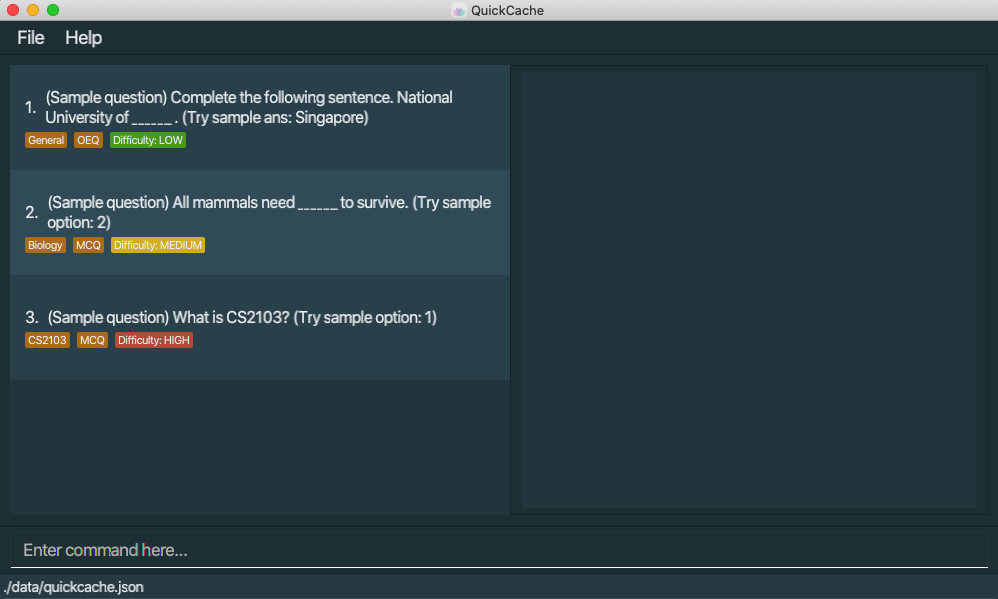 QuickCache
File Help
1. (Sample question) Complete the following sentence. National
University of ______ . (Try sample ans: Singapore)
General OEQ Difficulty: LOW
2. (Sample question) All mammals need ______ to survive. (Try sample
option: 2)
Biology MCQ Difficulty: MEDIUM
3. (Sample question) What is CS2103? (Try sample option: 1)
CS2103 MCQ Difficulty: HIGH
Enter command here...
./data/quickcache.json